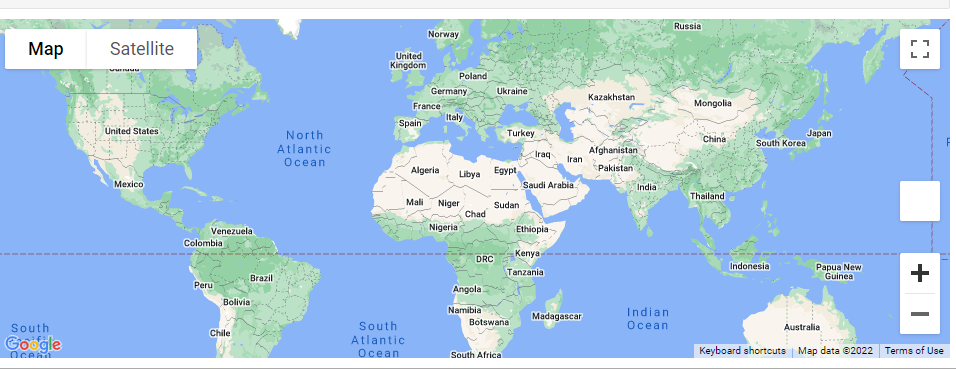 Map
Satellite
Canada
Norway
Russia
United
Kingdom
Poland
Germany
Ukraine
France
Kazakhstan
Italy
Mongolia
Spain
United States
North
Atlantic
Ocean
Turkey
Japan
China
South Korea
Afghanistan
Iraq
Iran
Algeria
Libya
Egypt
Pakistan
Mexico
Saudi Arabia
India
Thailand
Mali
Niger
Sudan
Chad
Nigeria
Ethiopia
Venezuela
Colombia
Kenya
DRC
Indonesia
Papua New
Guinea
Tanzania
Brazil
Peru
Angola
Bolivia
Namibia
Madagascar
Indian
Ocean
Botswana
South
Pacific
Ocean
South
Atlantic
Ocean
Australia
Chile
Google
South Africa
Keyboard shortcuts
Map data ©2022
Terms of Use